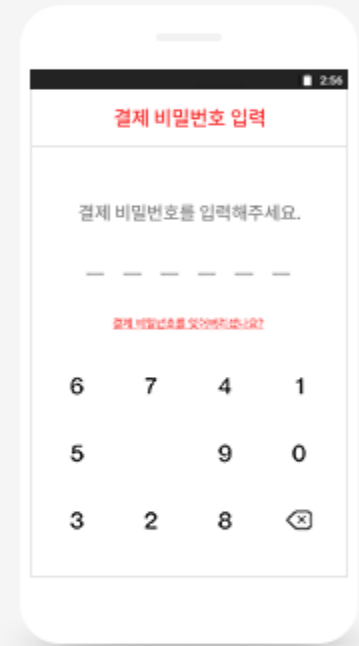 2:56
결제 비밀번호 입력
결제 비밀번호를 입력해주세요.
결제 비밀번호를 잊어버리셨나요?
6 7 4 1
5 9 0
3 2 8